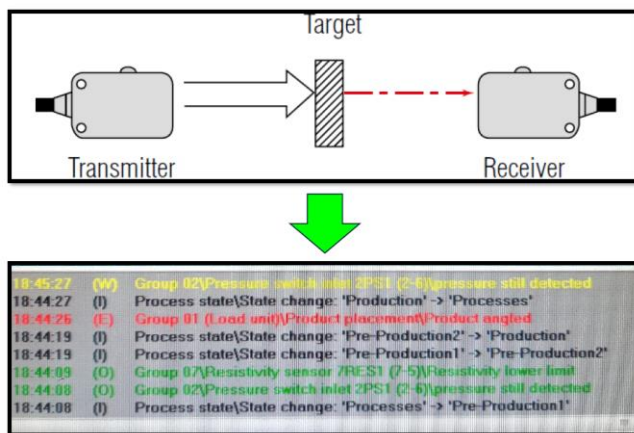 Target
Transmitter
Receiver
18:45:27 (W) Group 02\Pressure switch inlet 2PS1 (2-6)\pressure still detected
18:44:27 (I) Process state\State change: 'Production' -> 'Processes'
18:44:26 (E) Group 01 (Load unit)\Product placement\Product angled
18:44:19 (I) Process state\State change: 'Pre-Production2' -> 'Production'
18:44:19 (I) Process state\State change: 'Pre-Production1' -> 'Pre-Production2'
18:44:09 (O) Group 07\Resistivity sensor 7RES1 (7-5)\Resistivity lower limit
18:44:08 (O) Group 02\Pressure switch inlet 2PS1 (2-6)\pressure still detected
18:44:08 (I) Process state\State change: 'Processes' -> 'Pre-Production1'